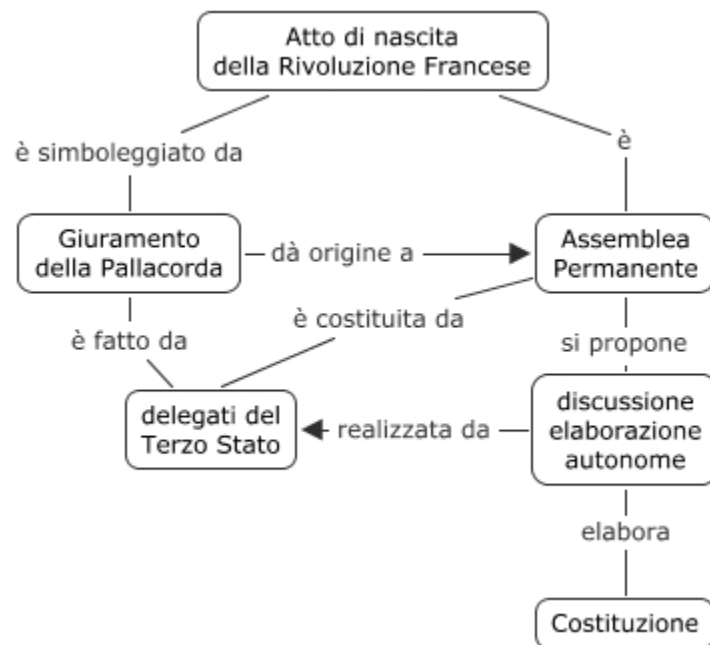 Atto di nascita
della Rivoluzione Francese
è simboleggiato da
è
Giuramento
della Pallacorda
dà origine a
Assemblea
Permanente
è costituita da
è fatto da
si propone
delegati del
Terzo Stato
realizzata da
discussione
elaborazione
autonome
elabora
Costituzione